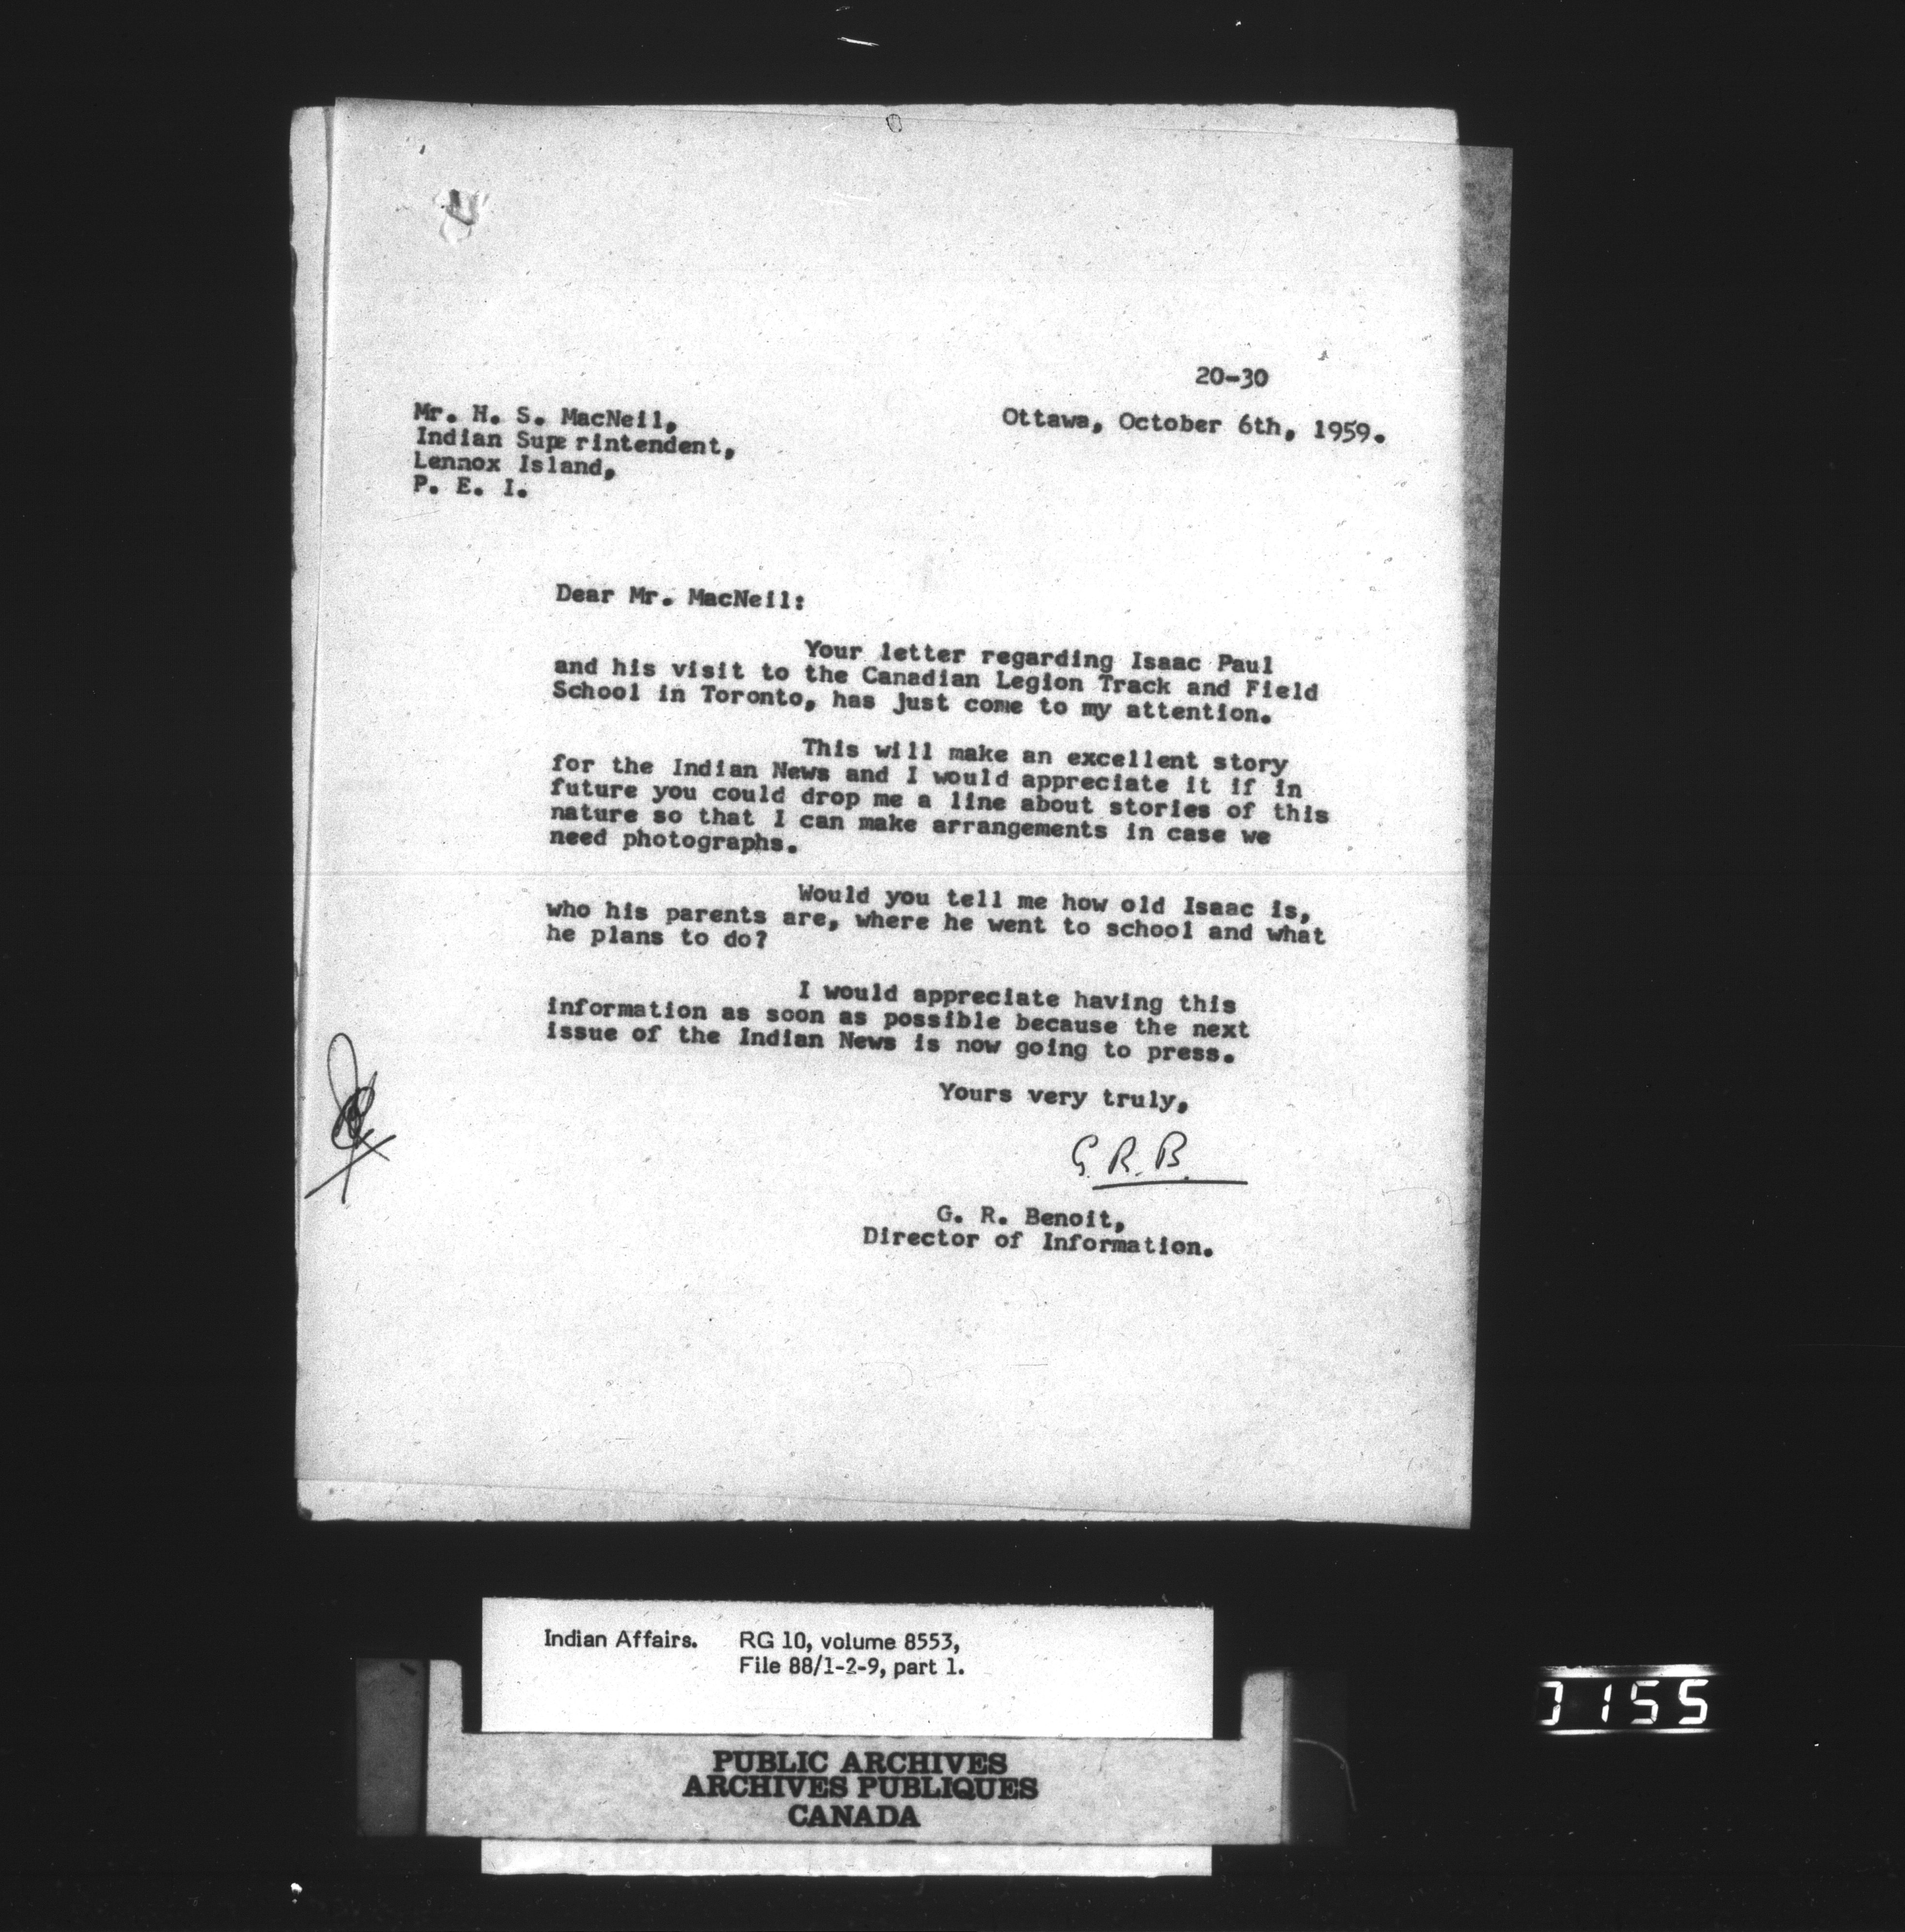 20-30
Ottawa, October 6th, 1959.
Mr. H. S. MacNeil,
Indian Superintendent,
Lennox Island,
P. E. I.
Dear Mr. MacNeil:
Your letter regarding Isaac Paul
and his visit to the Canadian Legion Track and Field
School in Toronto, has just come to my attention.
This will make an excellent story
for the Indian News and I would appreciate it if in
future you could drop me a line about stories of this
nature so that I can make arrangements in case we
need photographs.
Would you tell me how old Isaac is,
who his parents are, where he went to school and what
he plans to do?
I would appreciate having this
information as soon as possible because the next
issue of the Indian News is now going to press.
Yours very truly,
G. R. B.
G. R. Benoit,
Director of Information.
Indian Affairs. RG 10, volume 8553,
File 88/1-2-9, part 1.
PUBLIC ARCHIVES
ARCHIVES PUBLIQUES
CANADA